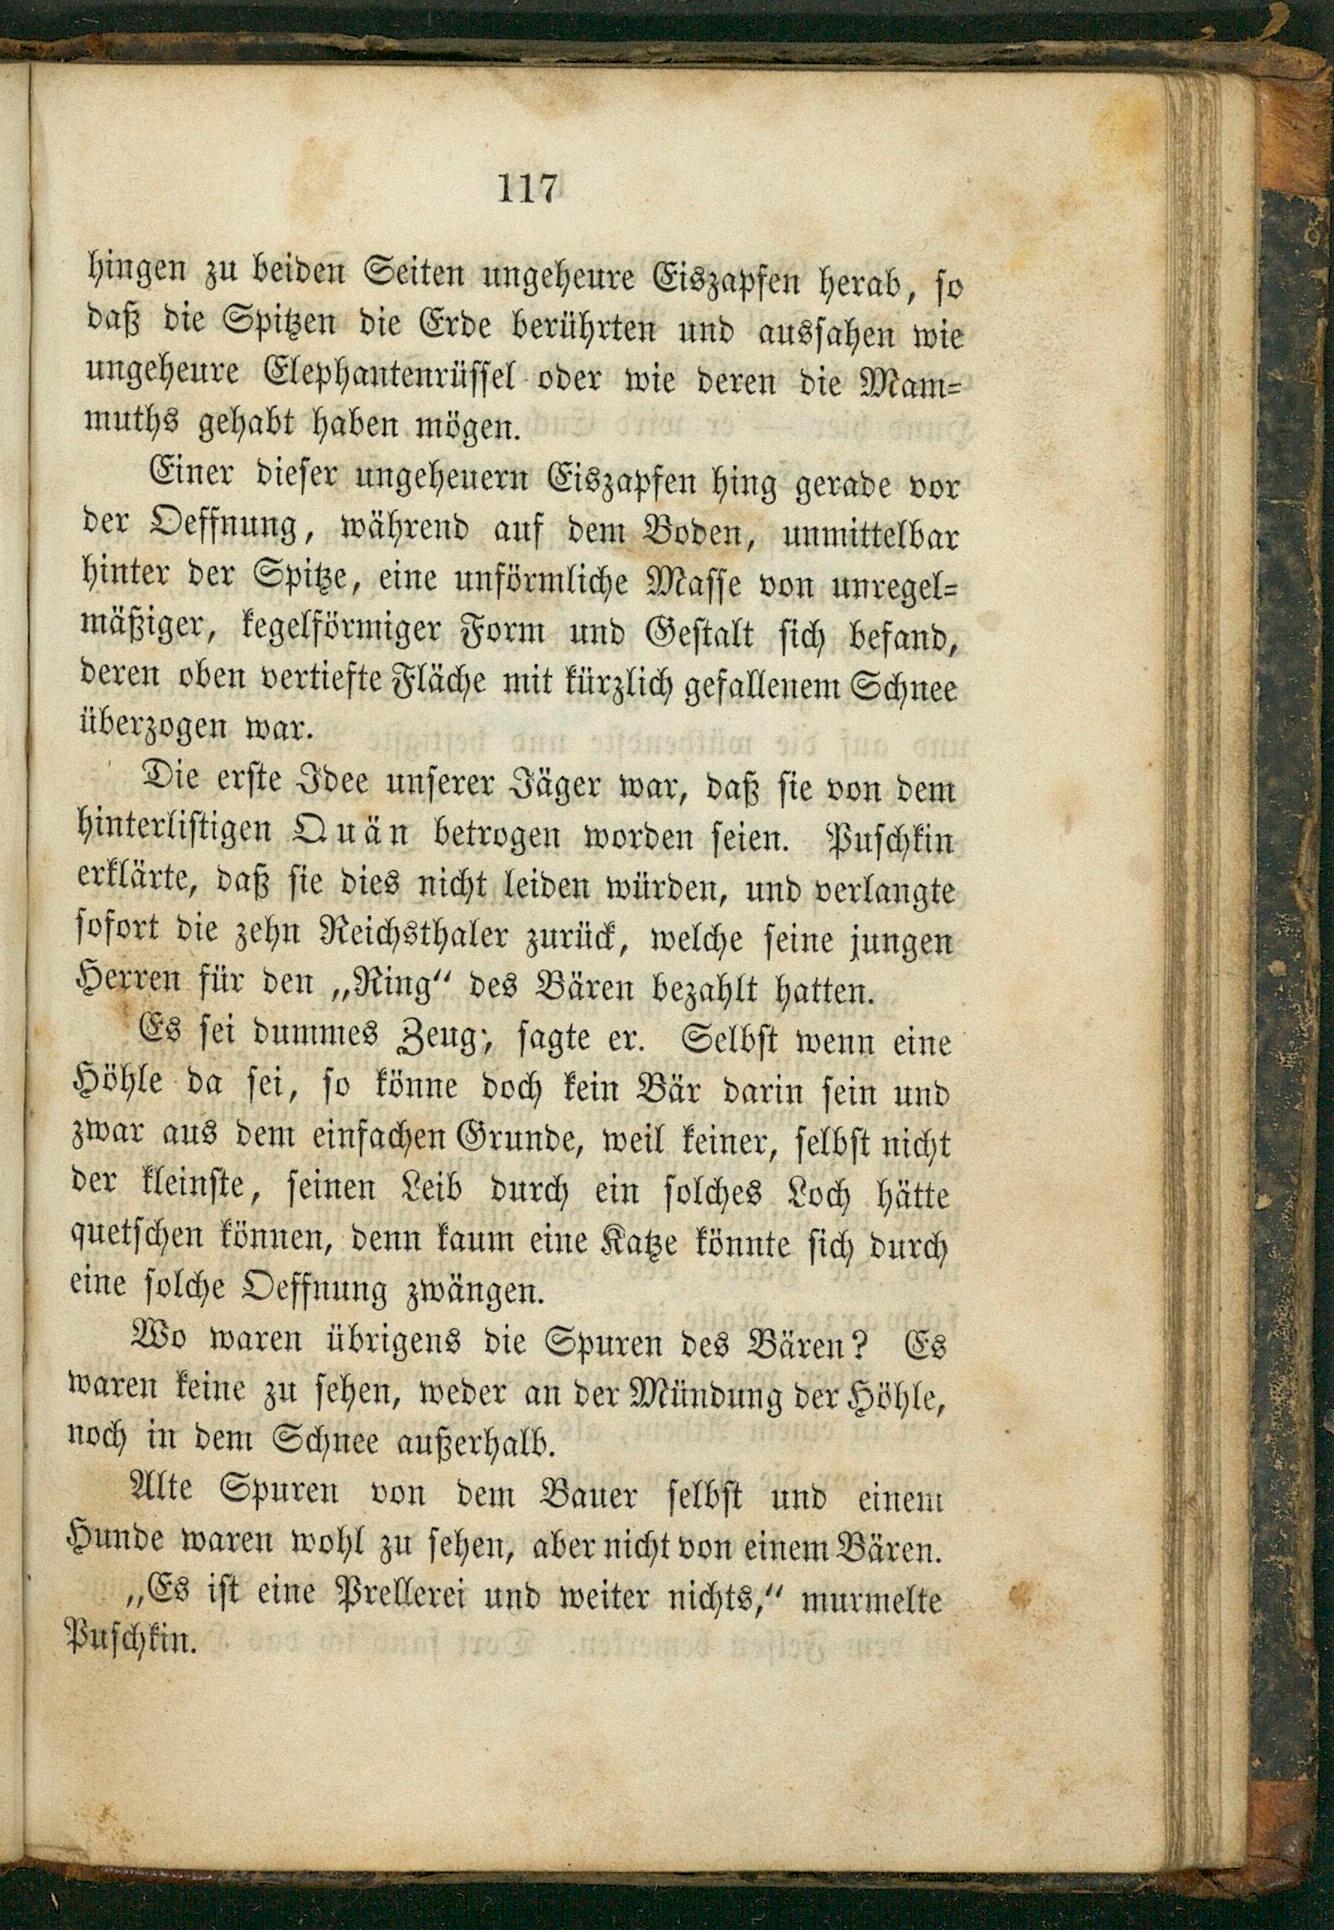 117
hingen zu beiden Seiten ungeheure Eiszapfen herab, so
daß die Spitzen die Erde berührten und aussahen wie
ungeheure Elephantenrüssel oder wie deren die Mam=
muths gehabt haben mögen.
Einer dieser ungeheuern Eiszapfen hing gerade vor
der Oeffnung, während auf dem Boden, unmittelbar
hinter der Spitze, eine unförmliche Masse von unregel=
mäßiger, kegelförmiger Form und Gestalt sich befand,
deren oben vertiefte Fläche mit kürzlich gefallenem Schnee
überzogen war.
Die erste Idee unserer Jäger war, daß sie von dem
hinterlistigen Quän betrogen worden seien. Puschkin
erklärte, daß sie dies nicht leiden würden, und verlangte
sofort die zehn Reichsthaler zurück, welche seine jungen
Herren für den „Ring“ des Bären bezahlt hatten.
Es sei dummes Zeug; sagte er. Selbst wenn eine
Höhle da sei, so könne doch kein Bär darin sein und
zwar aus dem einfachen Grunde, weil keiner, selbst nicht
der kleinste, seinen Leib durch ein solches Loch hätte
quetschen können, denn kaum eine Katze könnte sich durch
eine solche Oeffnung zwängen.
Wo waren übrigens die Spuren des Bären? Es
waren keine zu sehen, weder an der Mündung der Höhle,
noch in dem Schnee außerhalb.
Alte Spuren von dem Bauer selbst und einem
Hunde waren wohl zu sehen, aber nicht von einem Bären.
„Es ist eine Prellerei und weiter nichts,“ murmelte
Puschkin.